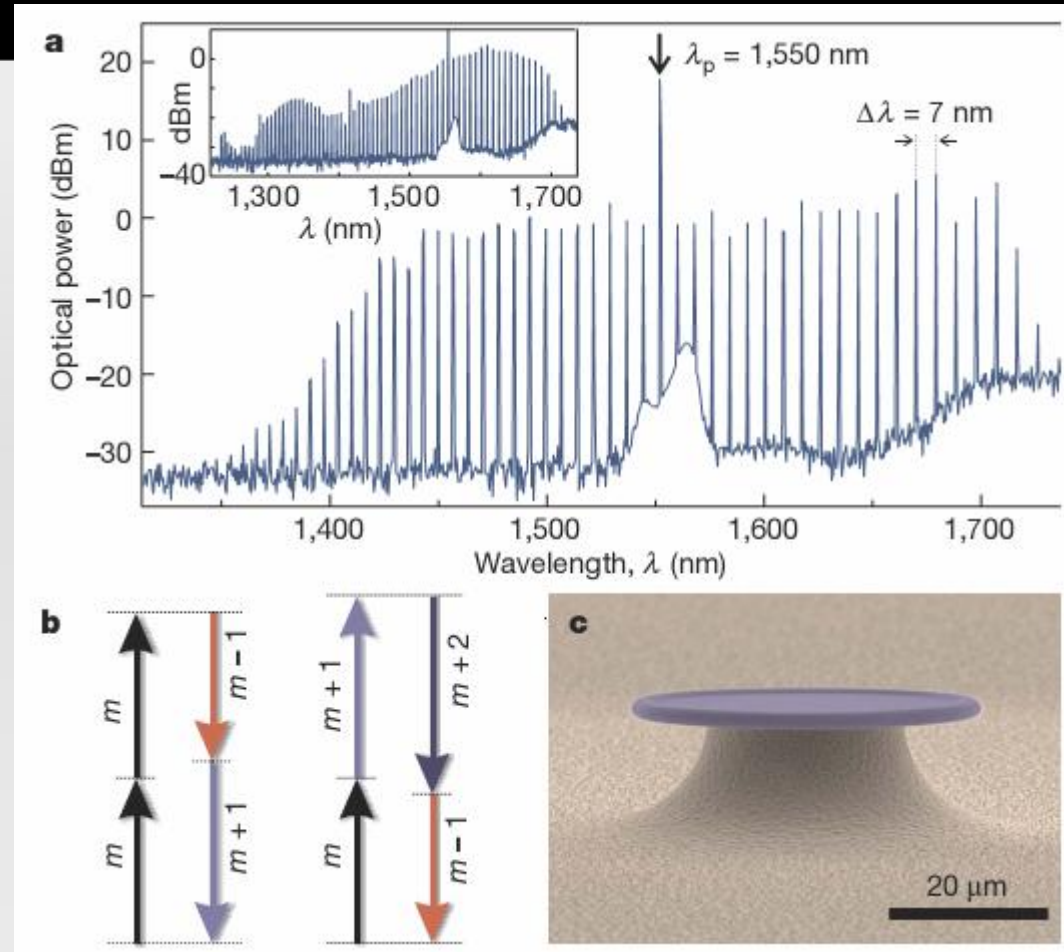 a
20
10
0
−10
−20
−30
Optical power (dBm)
0
dBm
−40
1,300
1,500
1,700
λ (nm)
λp = 1,550 nm
Δλ = 7 nm
1,400
1,500
1,600
1,700
Wavelength, λ (nm)
b
m
m
m − 1
m + 1
m + 1
m
m + 2
m − 1
c
20 μm